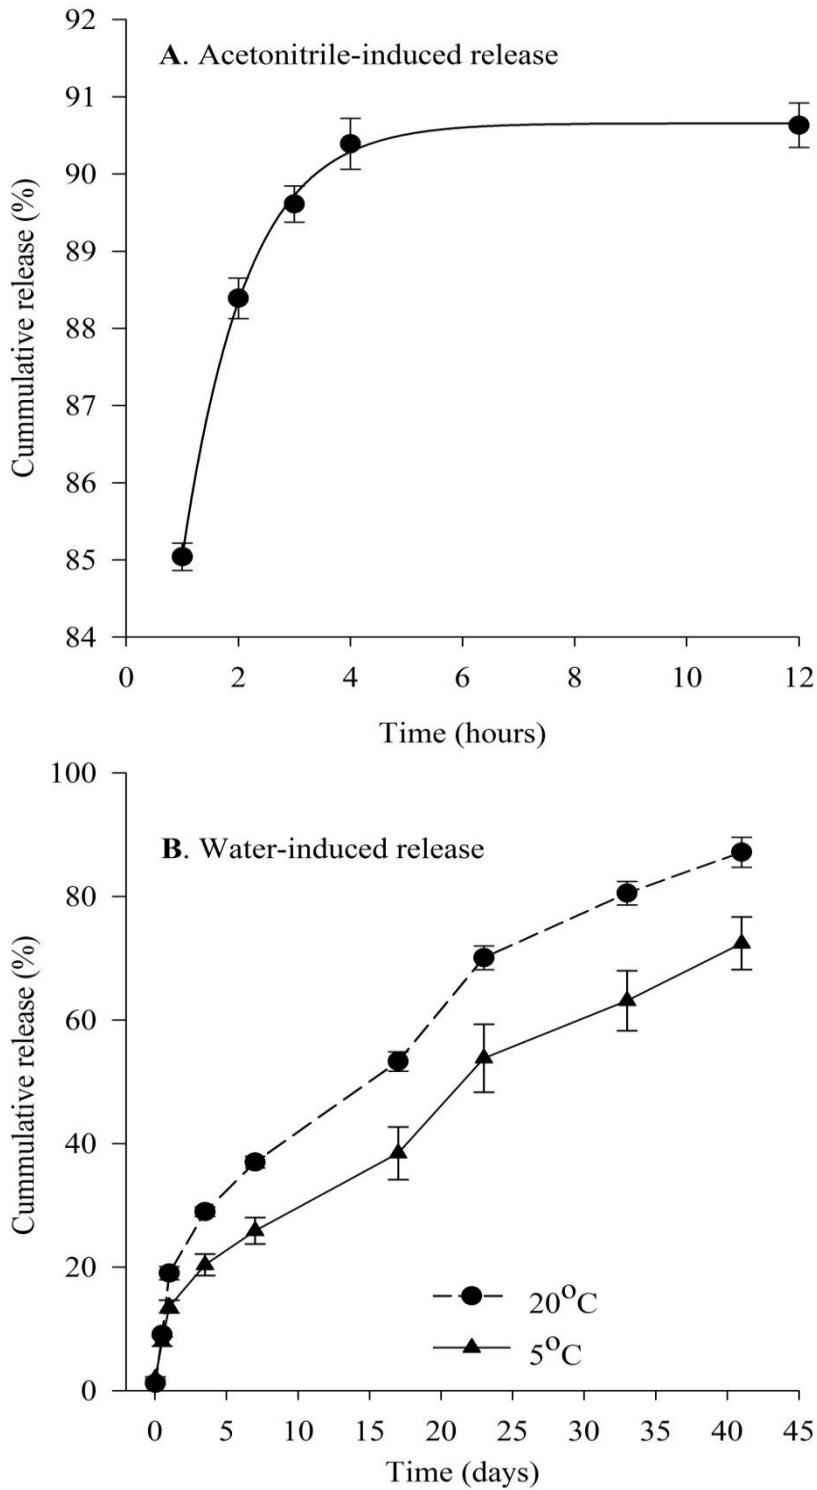 A. Acetonitrile-induced release
Cummulative release (%)
92
91
90
89
88
87
86
85
84
0 2 4 6 8 10 12
Time (hours)
B. Water-induced release
Cummulative release (%)
100
80
60
40
20
0
20°C
5°C
0 5 10 15 20 25 30 35 40 45
Time (days)